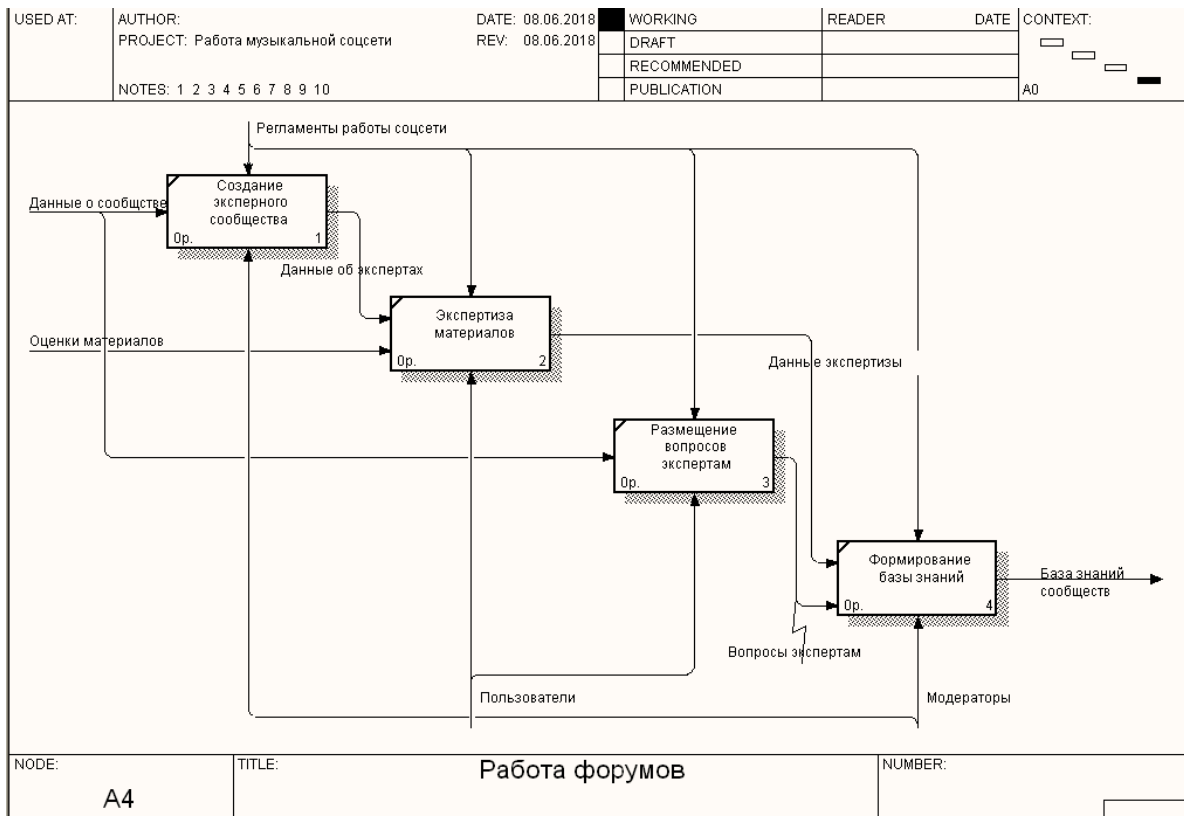 USED AT:
AUTHOR:
DATE: 08.06.2018
PROJECT: Работа музыкальной соцсети
REV: 08.06.2018
NOTES: 1 2 3 4 5 6 7 8 9 10
WORKING
DRAFT
RECOMMENDED
PUBLICATION
READER
DATE
CONTEXT:
A0
Регламенты работы соцсети
Данные о сообщстве
Создание
эксперного
сообщества
0р.
1
Данные об экспертах
Оценки материалов
Экспертиза
материалов
0р.
2
Данные экспертизы
Размещение
вопросов
экспертам
0р.
3
Формирование
базы знаний
0р.
4
База знаний
сообществ
Вопросы экспертам
Пользователи
Модераторы
NODE:
A4
TITLE:
Работа форумов
NUMBER: